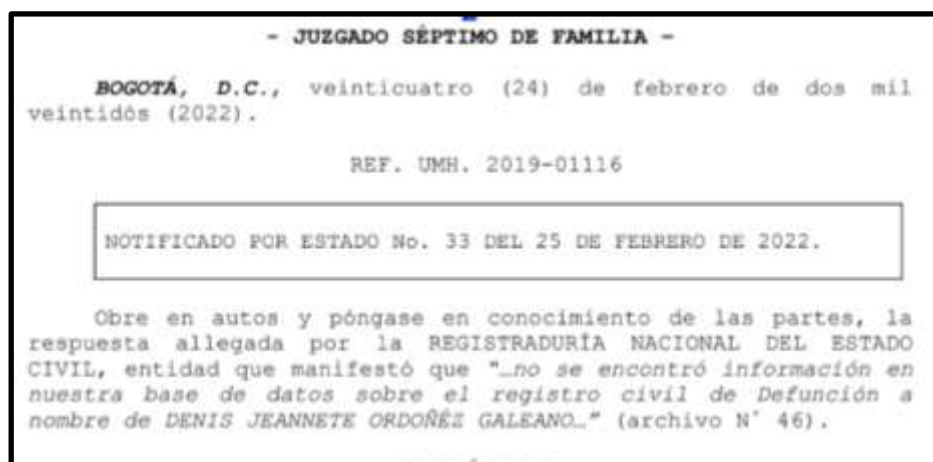 - JUZGADO SÉPTIMO DE FAMILIA -
BOGOTÁ, D.C., veinticuatro (24) de febrero de dos mil
veintidós (2022).
REF. UMH. 2019-01116
NOTIFICADO POR ESTADO No. 33 DEL 25 DE FEBRERO DE 2022.
Obre en autos y póngase en conocimiento de las partes, la
respuesta allegada por la REGISTRADURÍA NACIONAL DEL ESTADO
CIVIL, entidad que manifestó que "…no se encontró información en
nuestra base de datos sobre el registro civil de Defunción a
nombre de DENIS JEANNETE ORDOÑÉZ GALEANO…" (archivo N° 46).